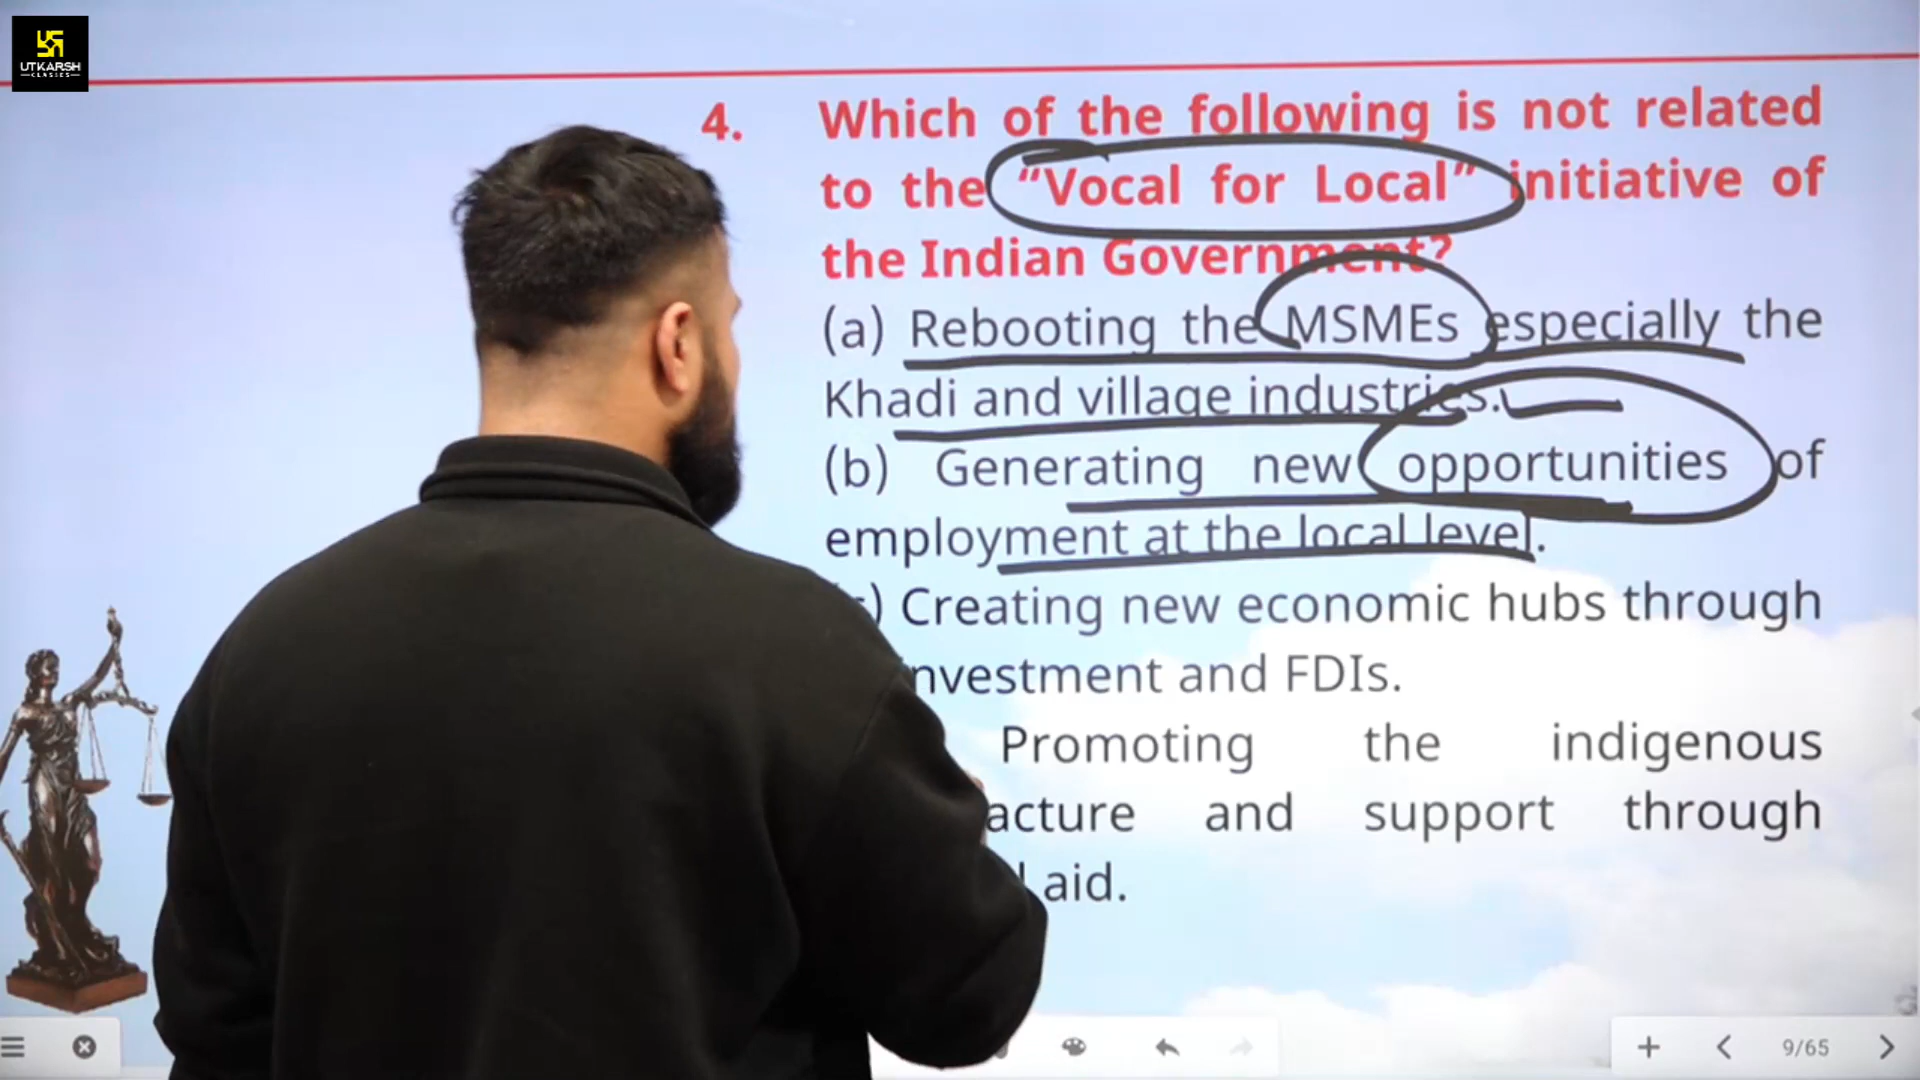 UTKARSH
CLASSES
4. Which of the following is not related
to the “Vocal for Local” initiative of
the Indian Government?
(a) Rebooting the MSMEs especially the
Khadi and village industries.
(b) Generating new opportunities of
employment at the local level.
Creating new economic hubs through
and FDIs.
Promoting the indigenous
and support through
aid.
9/65